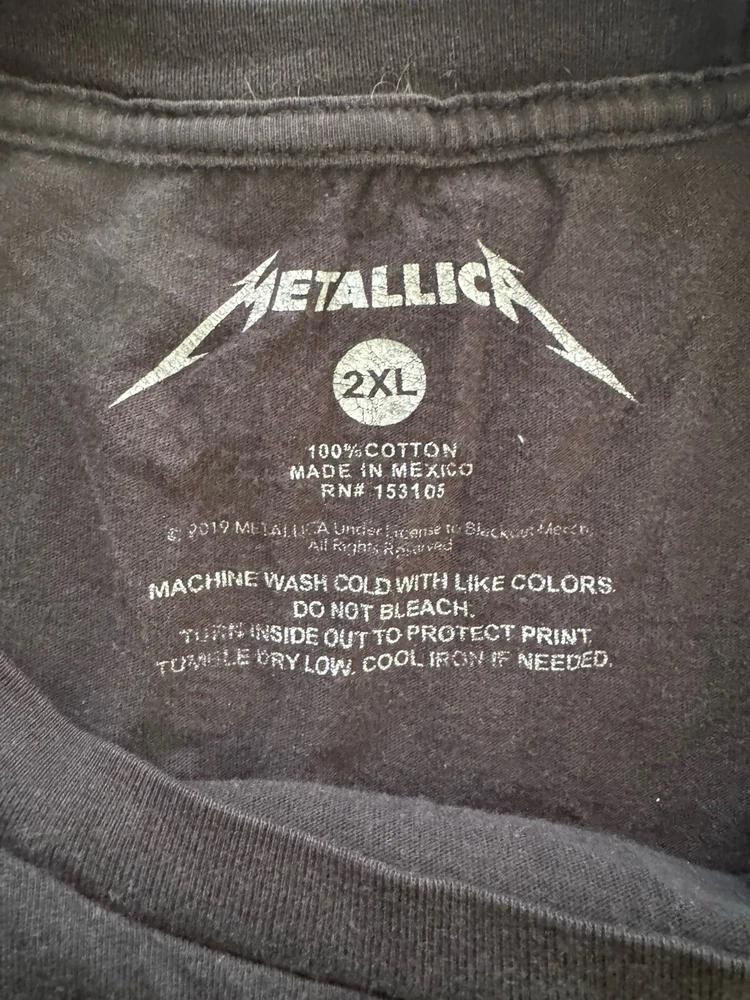 METALLICA
2XL
100% COTTON
MADE IN MEXICO
RN# 153105
© 2019 METALLICA Under License to Blackout Merch.
All Rights Reserved
MACHINE WASH COLD WITH LIKE COLORS.
DO NOT BLEACH.
TURN INSIDE OUT TO PROTECT PRINT.
TUMBLE DRY LOW. COOL IRON IF NEEDED.